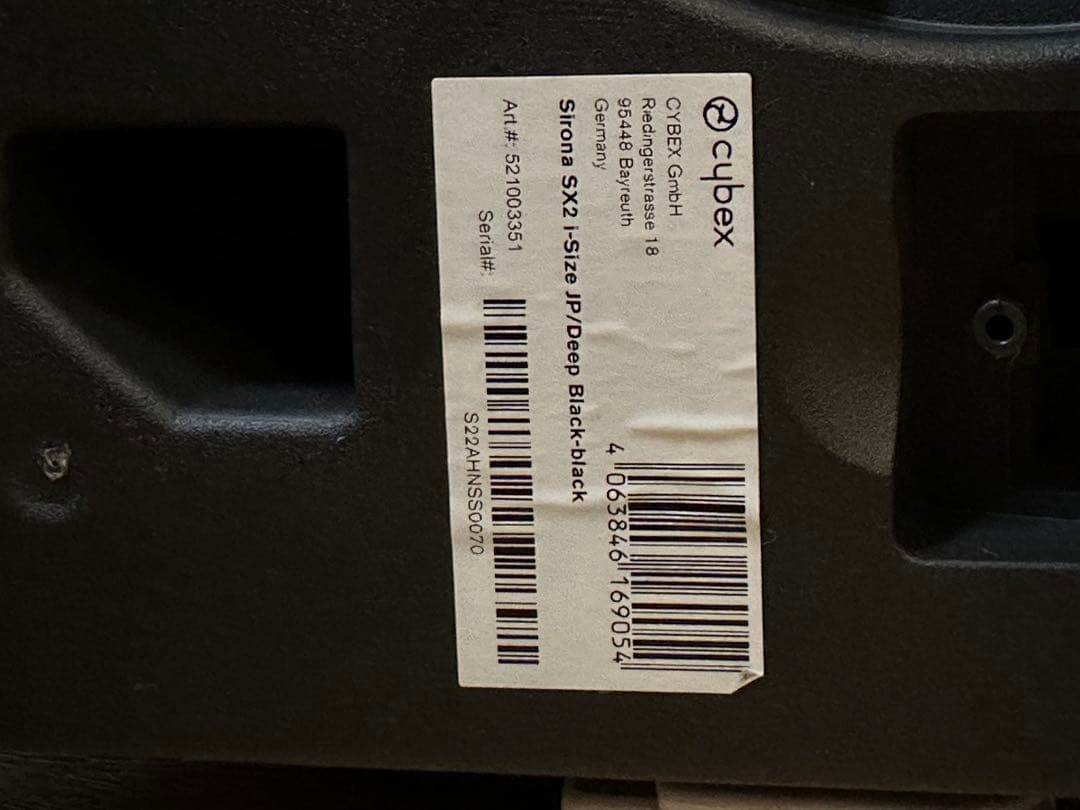 cybex
CYBEX GmbH
Riedingerstrasse 18
95448 Bayreuth
Germany
Sirona SX2 i-Size JP/Deep Black-black
4 063846 169054
Art.#: 521003351
Serial#:
S22AHNSS0070